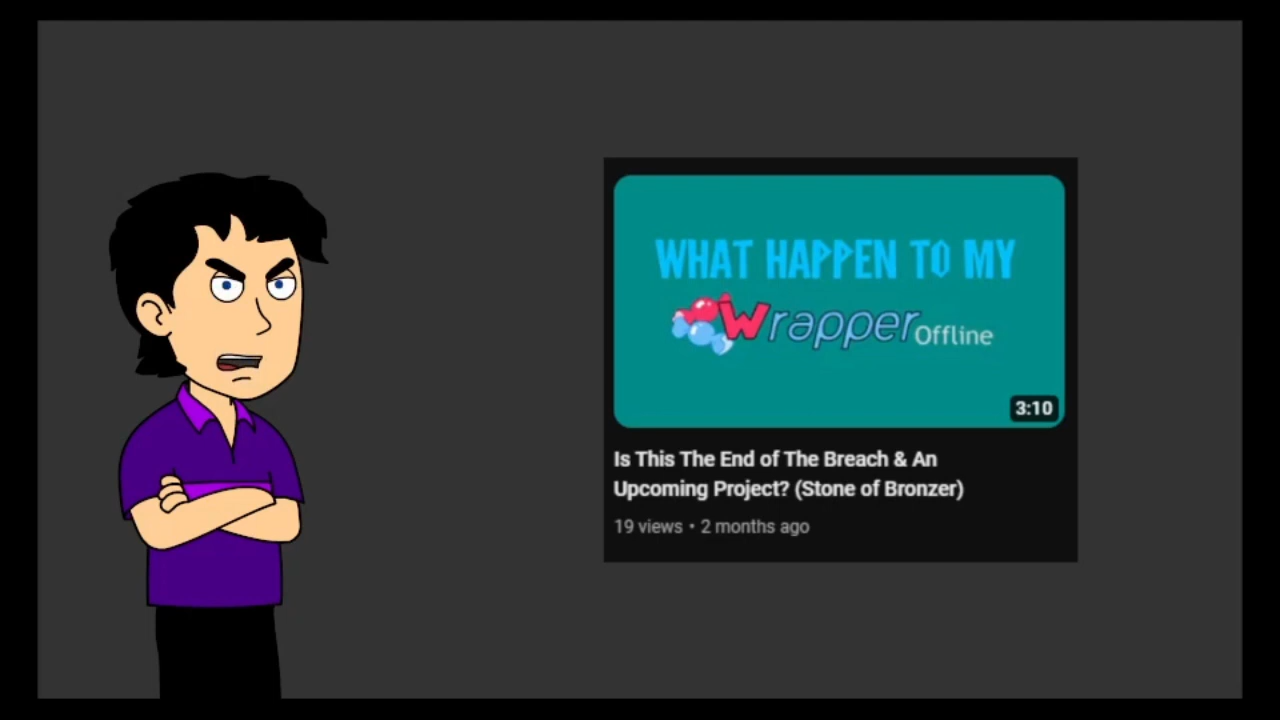 WHAT HAPPEN TO MY
Wrapper Offline
3:10
Is This The End of The Breach & An
Upcoming Project? (Stone of Bronzer)
19 views • 2 months ago